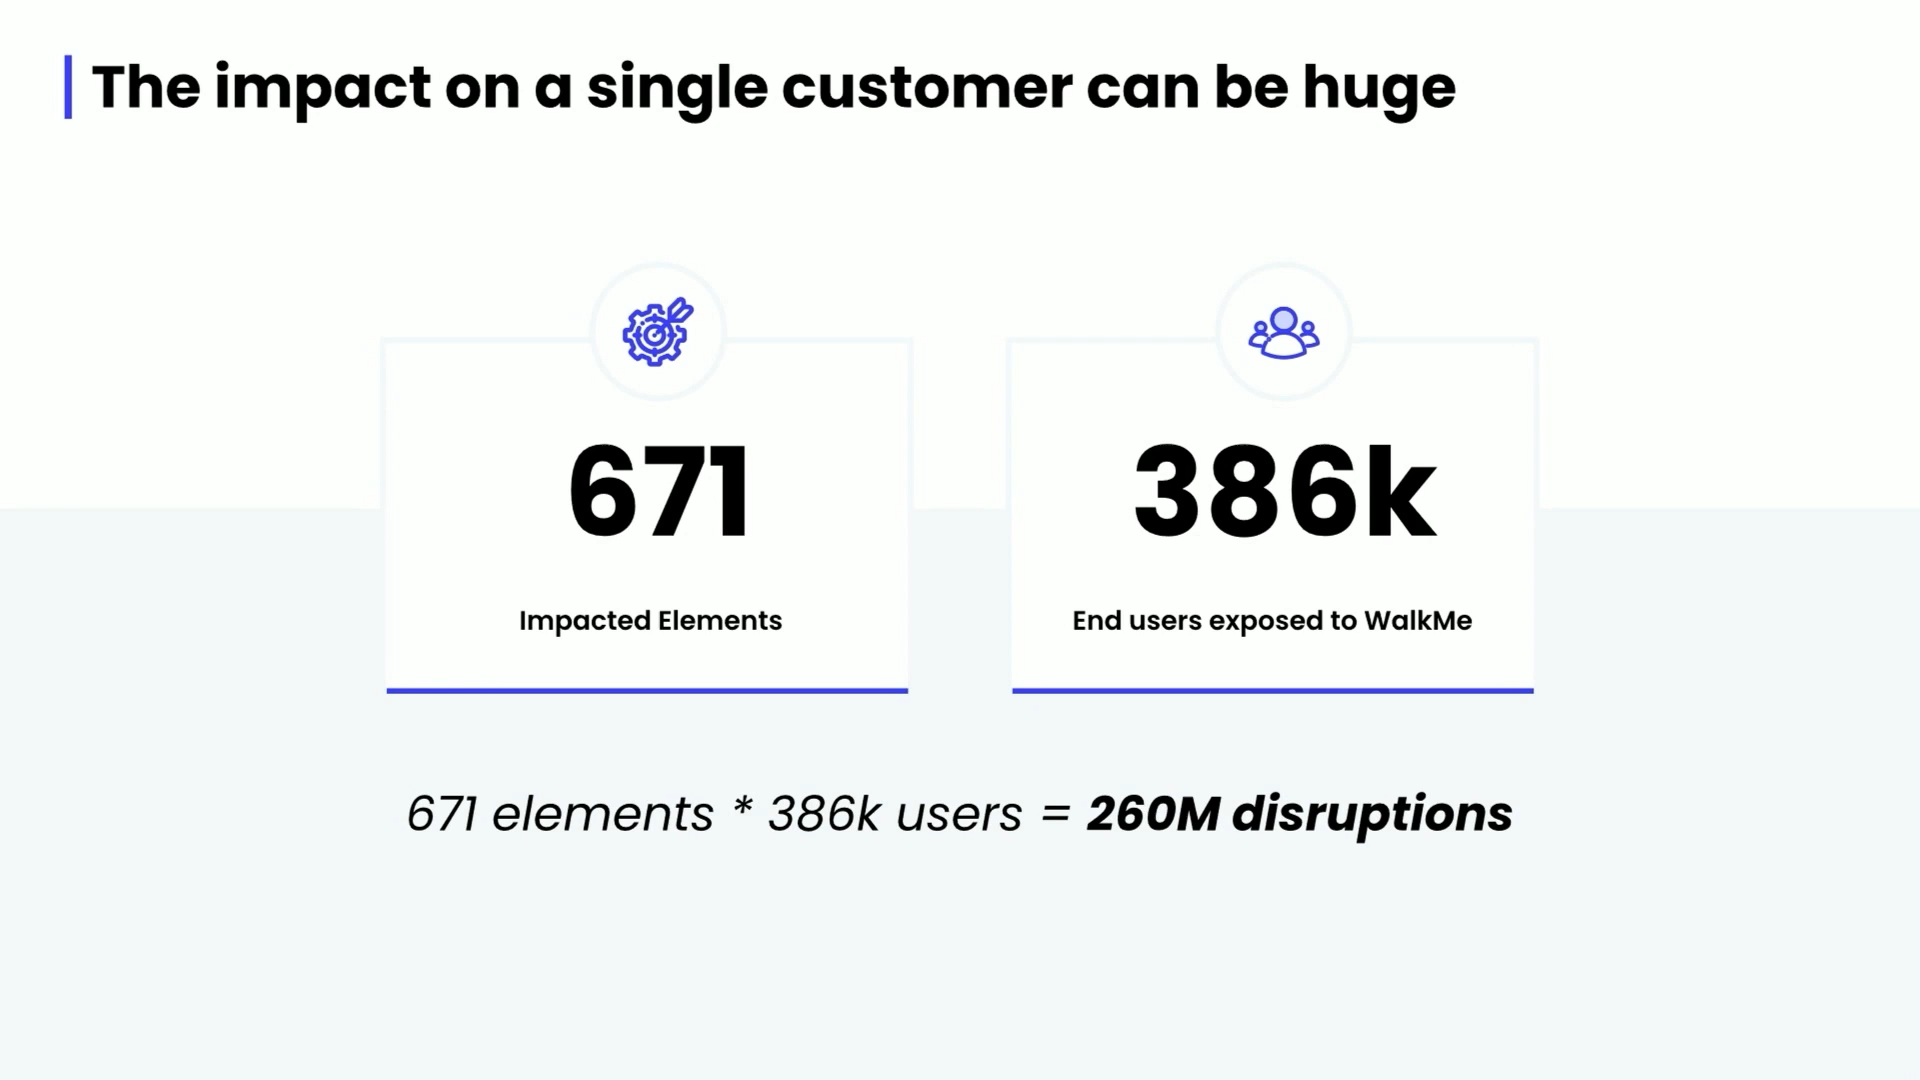 The impact on a single customer can be huge
671
Impacted Elements
386k
End users exposed to WalkMe
671 elements * 386k users = 260M disruptions